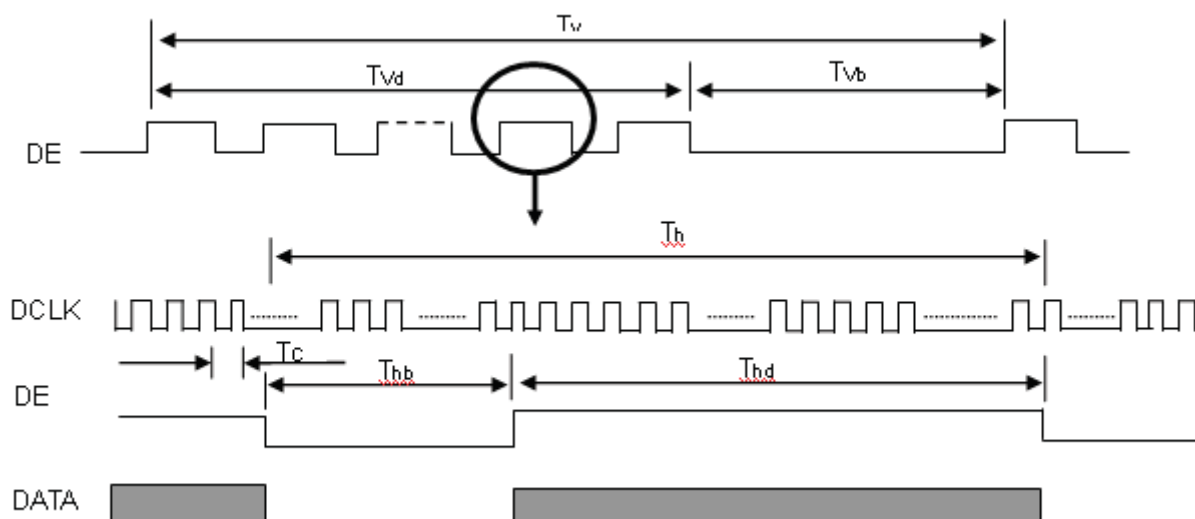 Tv
TVd
TVb
DE
Th
DCLK
Tc
Thb
Thd
DE
DATA